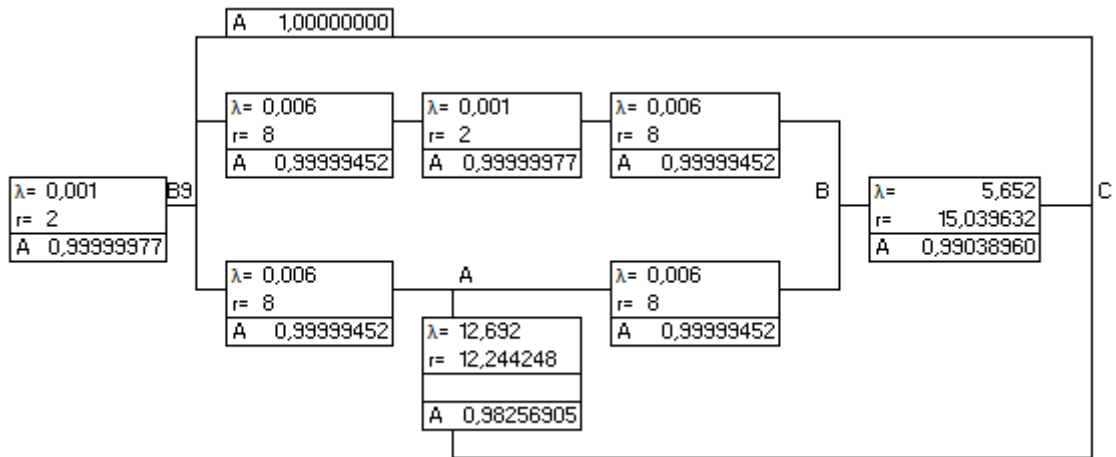 A 1,00000000
λ= 0,006
r= 8
A 0,99999452
λ= 0,001
r= 2
A 0,99999977
λ= 0,006
r= 8
A 0,99999452
λ= 0,001
r= 2
A 0,99999977
B9
B
λ= 5,652
r= 15,039632
A 0,99038960
C
λ= 0,006
r= 8
A 0,99999452
A
λ= 12,692
r= 12,244248
A 0,98256905
λ= 0,006
r= 8
A 0,99999452